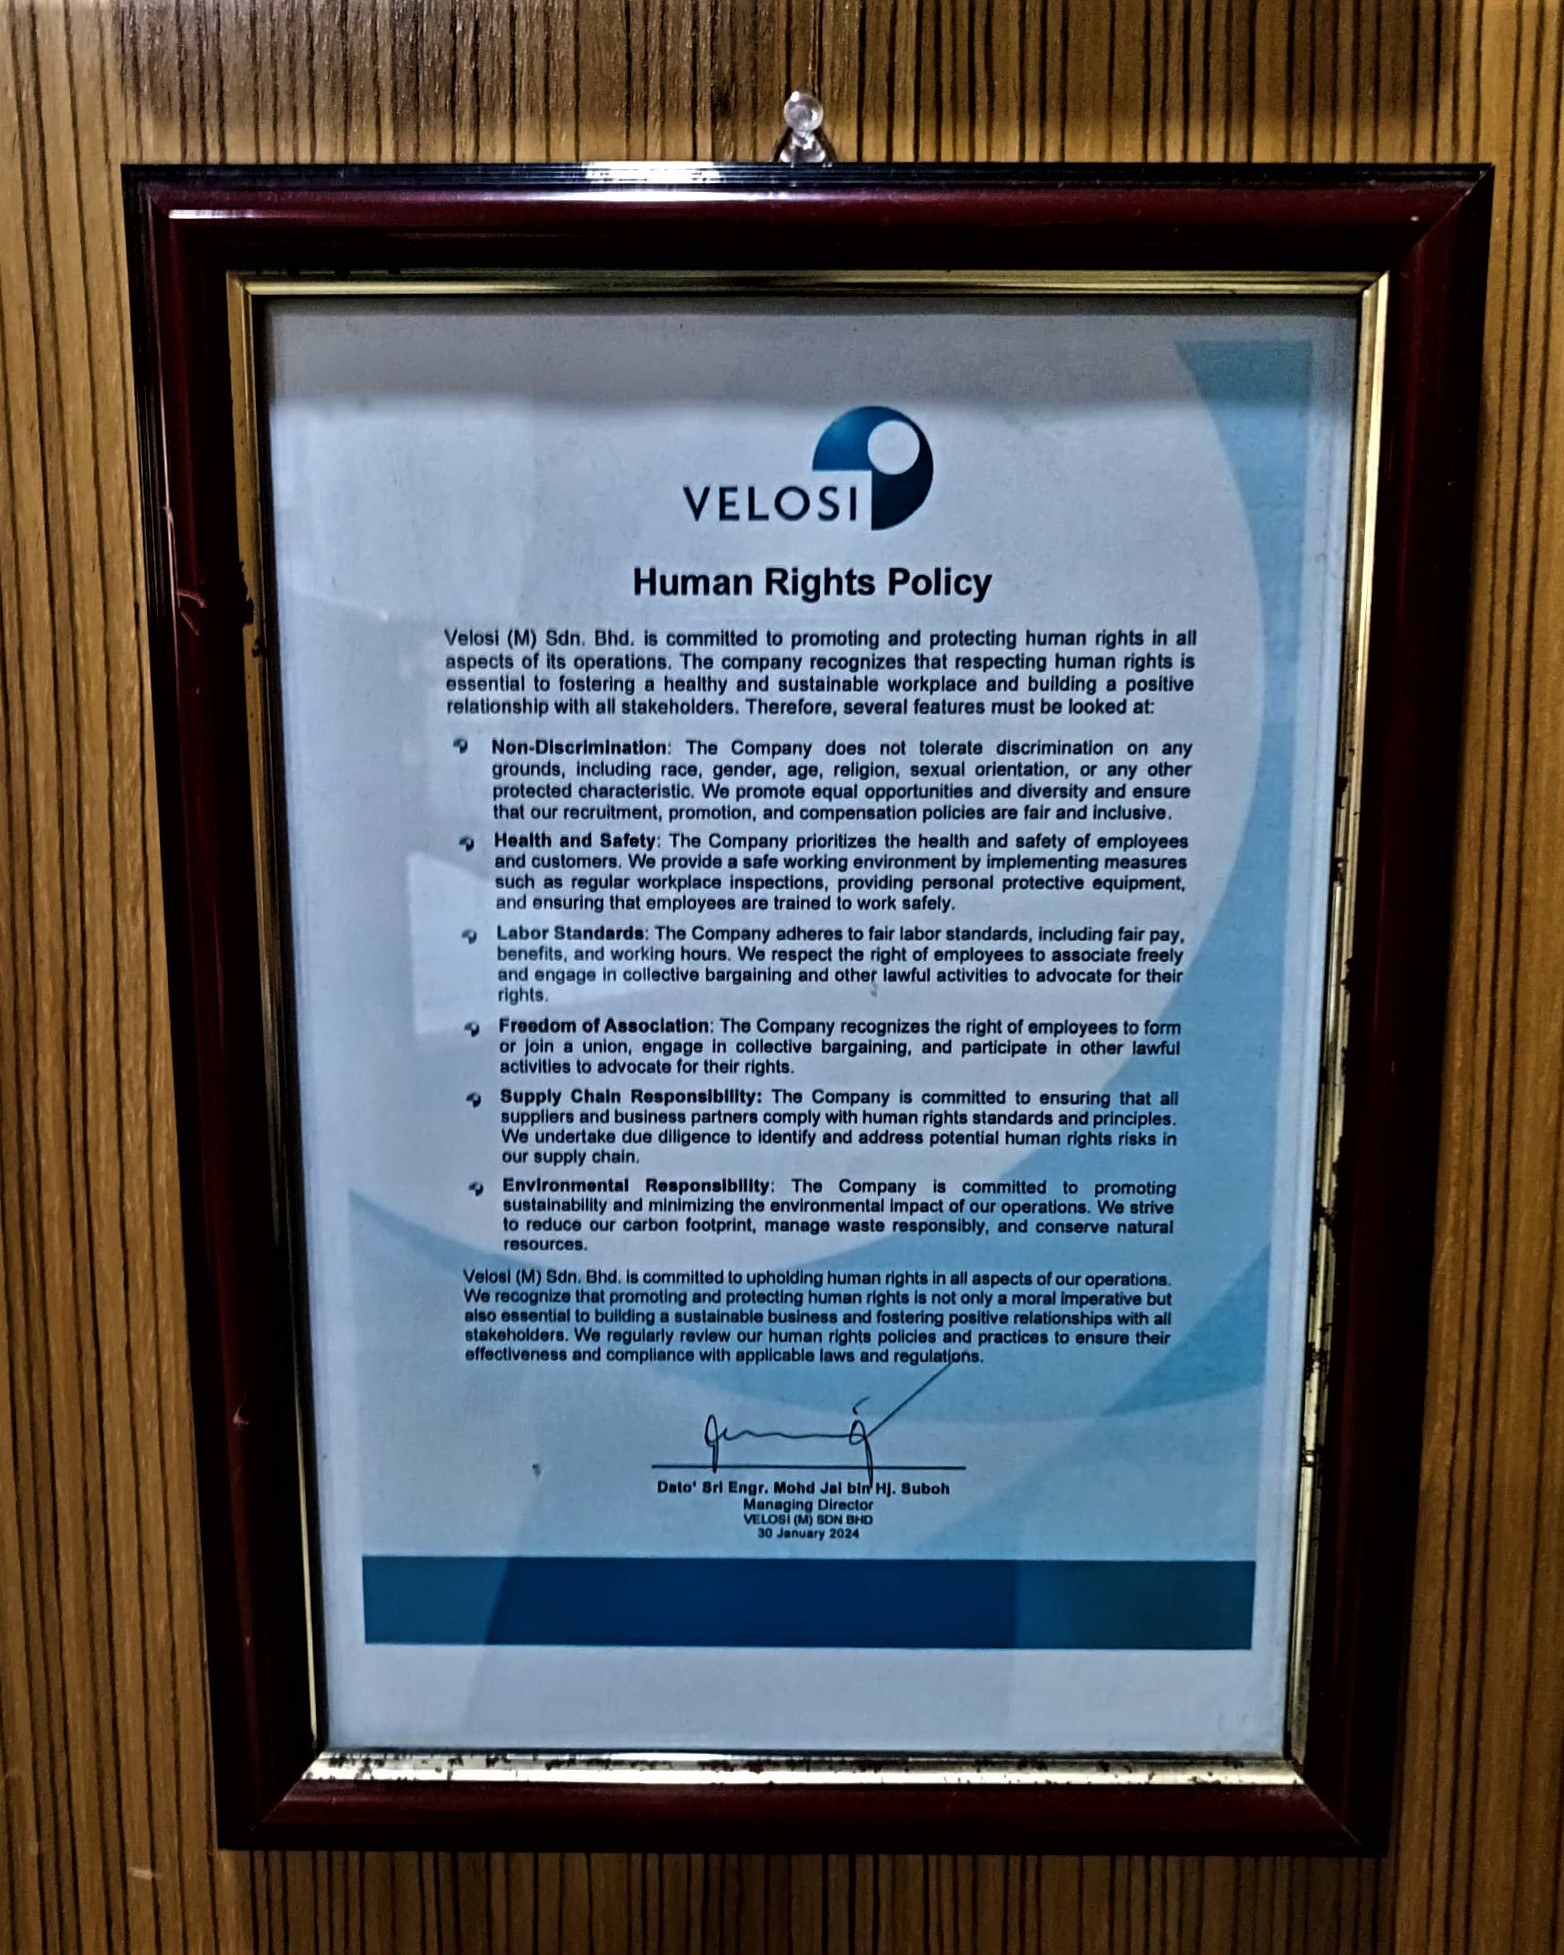 VELOSI
Human Rights Policy
Velosi (M) Sdn. Bhd. is committed to promoting and protecting human rights in all
aspects of its operations. The company recognizes that respecting human rights is
essential to fostering a healthy and sustainable workplace and building a positive
relationship with all stakeholders. Therefore, several features must be looked at:
Non-Discrimination: The Company does not tolerate discrimination on any
grounds, including race, gender, age, religion, sexual orientation, or any other
protected characteristic. We promote equal opportunities and diversity and ensure
that our recruitment, promotion, and compensation policies are fair and inclusive.
Health and Safety: The Company prioritizes the health and safety of employees
and customers. We provide a safe working environment by implementing measures
such as regular workplace inspections, providing personal protective equipment,
and ensuring that employees are trained to work safely.
Labor Standards: The Company adheres to fair labor standards, including fair pay,
benefits, and working hours. We respect the right of employees to associate freely
and engage in collective bargaining and other lawful activities to advocate for their
rights.
Freedom of Association: The Company recognizes the right of employees to form
or join a union, engage in collective bargaining, and participate in other lawful
activities to advocate for their rights.
Supply Chain Responsibility: The Company is committed to ensuring that all
suppliers and business partners comply with human rights standards and principles.
We undertake due diligence to identify and address potential human rights risks in
our supply chain.
Environmental Responsibility: The Company is committed to promoting
sustainability and minimizing the environmental impact of our operations. We strive
to reduce our carbon footprint, manage waste responsibly, and conserve natural
resources.
Velosi (M) Sdn. Bhd. is committed to upholding human rights in all aspects of our operations.
We recognize that promoting and protecting human rights is not only a moral imperative but
also essential to building a sustainable business and fostering positive relationships with all
stakeholders. We regularly review our human rights policies and practices to ensure their
effectiveness and compliance with applicable laws and regulations.
Dato' Sri Engr. Mohd Jai bin Hj. Suboh
Managing Director
VELOSI (M) SDN BHD
30 January 2024